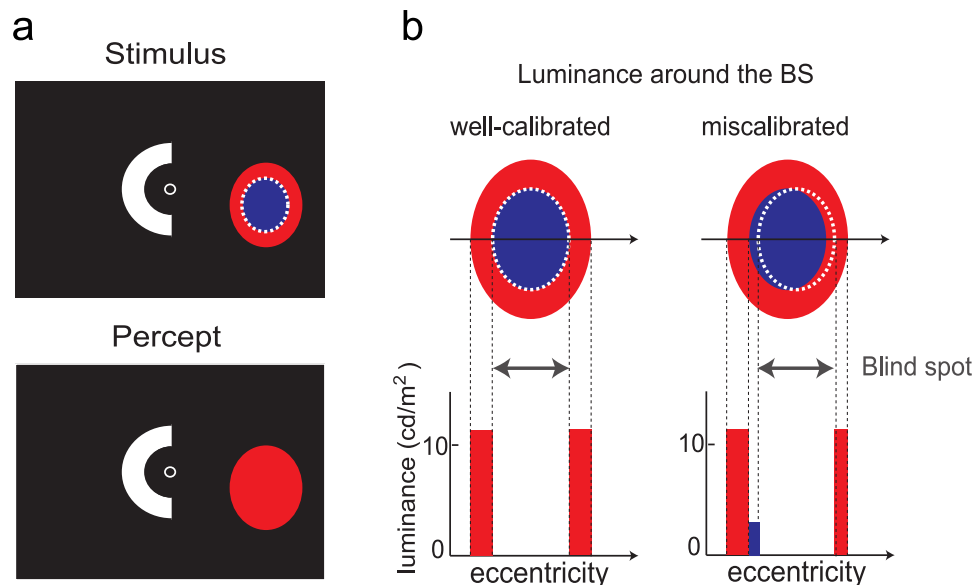 a
Stimulus
Percept
b
Luminance around the BS
well-calibrated
miscalibrated
Blind spot
luminance (cd/m²)
10
0
eccentricity
10
0
eccentricity